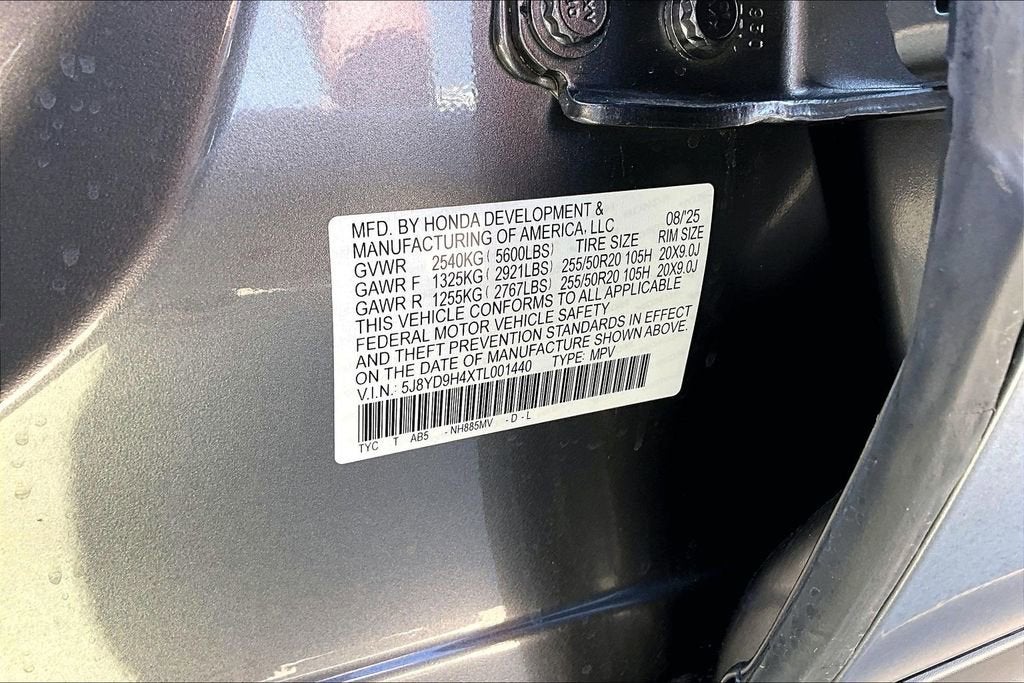 MFD. BY HONDA DEVELOPMENT &
MANUFACTURING OF AMERICA, LLC 08/'25
GVWR 2540KG ( 5600LBS) TIRE SIZE RIM SIZE
GAWR F 1325KG ( 2921LBS) 255/50R20 105H 20X9.0J
GAWR R 1255KG ( 2767LBS) 255/50R20 105H 20X9.0J
THIS VEHICLE CONFORMS TO ALL APPLICABLE
FEDERAL MOTOR VEHICLE SAFETY
AND THEFT PREVENTION STANDARDS IN EFFECT
ON THE DATE OF MANUFACTURE SHOWN ABOVE.
V.I.N.: 5J8YD9H4XTL001440 TYPE: MPV
TYC T AB5 - NH885MV - D - L